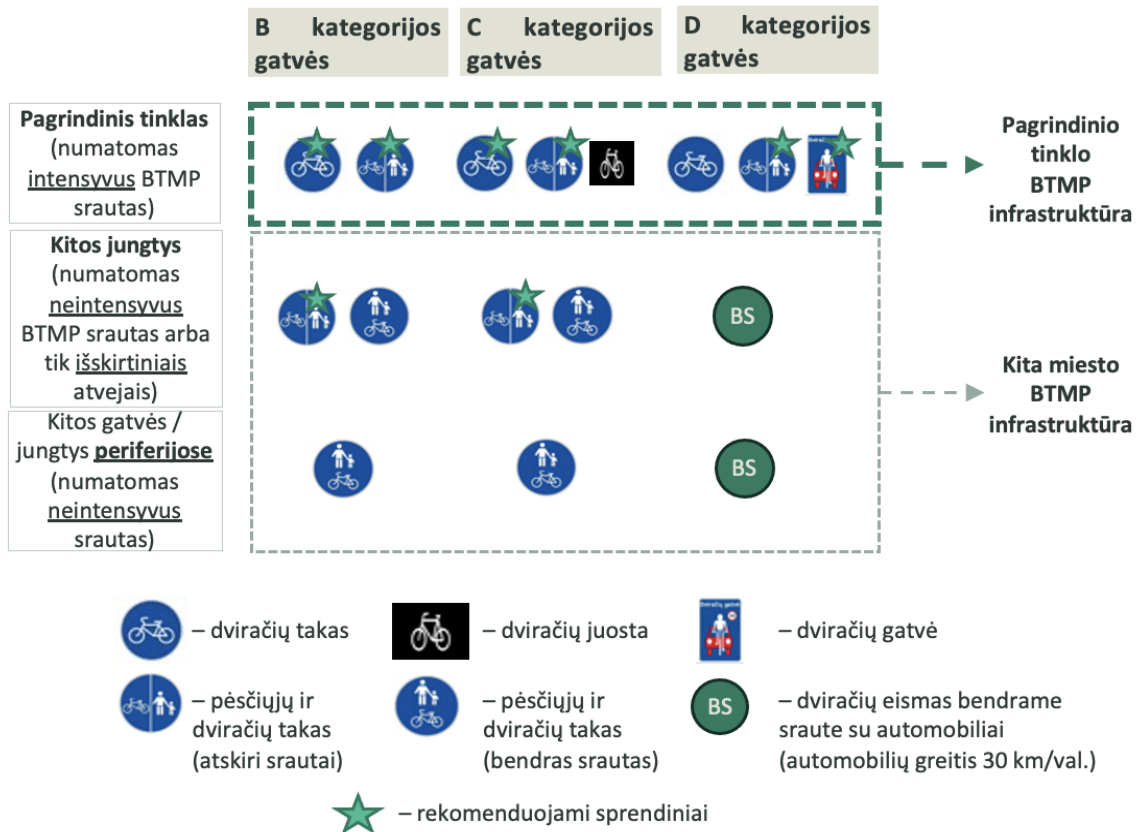 B kategorijos
gatvės
C kategorijos
gatvės
D kategorijos
gatvės
Pagrindinis tinklas
(numatomas
intensyvus BTMP
srautas)
Pagrindinio
tinklo
BTMP
infrastruktūra
Kitos jungtys
(numatomas
neintensyvus
BTMP srautas arba
tik išskirtiniais
atvejais)
BS
Kita miesto
BTMP
infrastruktūra
Kitos gatvės /
jungtys periferijose
(numatomas
neintensyvus
srautas)
BS
– dviračių takas
– dviračių juosta
Dviračių gatvė
– dviračių gatvė
– pėsčiųjų ir
dviračių takas
(atskiri srautai)
– pėsčiųjų ir
dviračių takas
(bendras srautas)
BS
– dviračių eismas bendrame
sraute su automobiliai
(automobilių greitis 30 km/val.)
– rekomenduojami sprendiniai